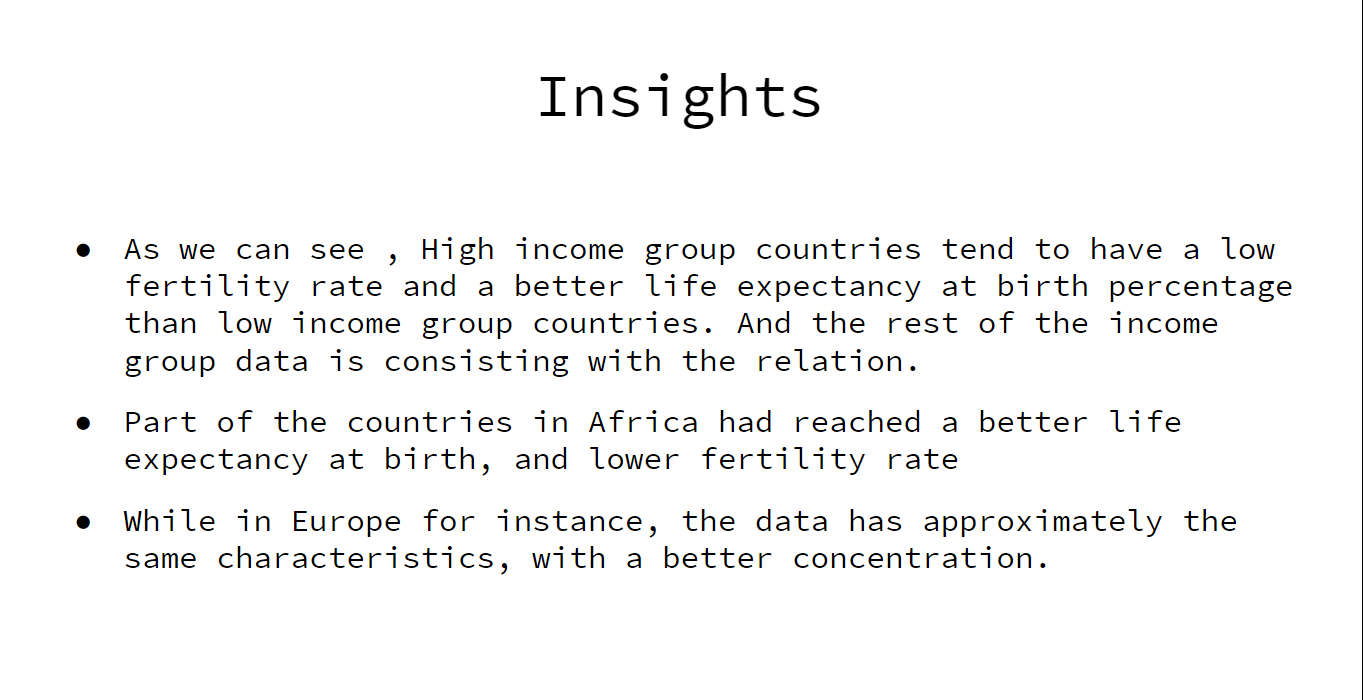 Insights
● As we can see , High income group countries tend to have a low
fertility rate and a better life expectancy at birth percentage
than low income group countries. And the rest of the income
group data is consisting with the relation.
● Part of the countries in Africa had reached a better life
expectancy at birth, and lower fertility rate
● While in Europe for instance, the data has approximately the
same characteristics, with a better concentration.